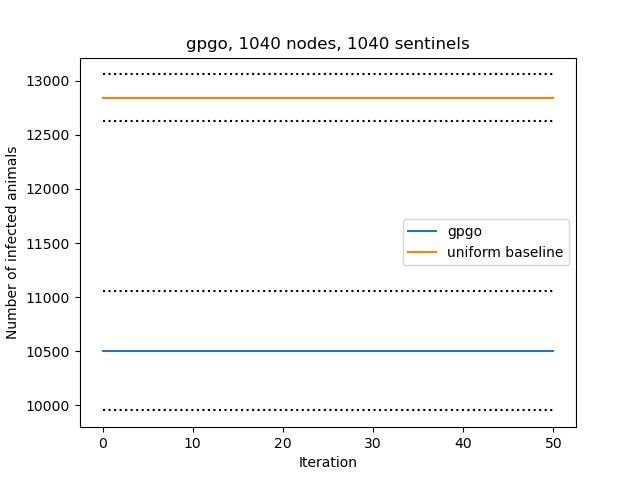 gpgo, 1040 nodes, 1040 sentinels
Number of infected animals
13000
12500
12000
11500
11000
10500
10000
gpgo
uniform baseline
0 10 20 30 40 50
Iteration